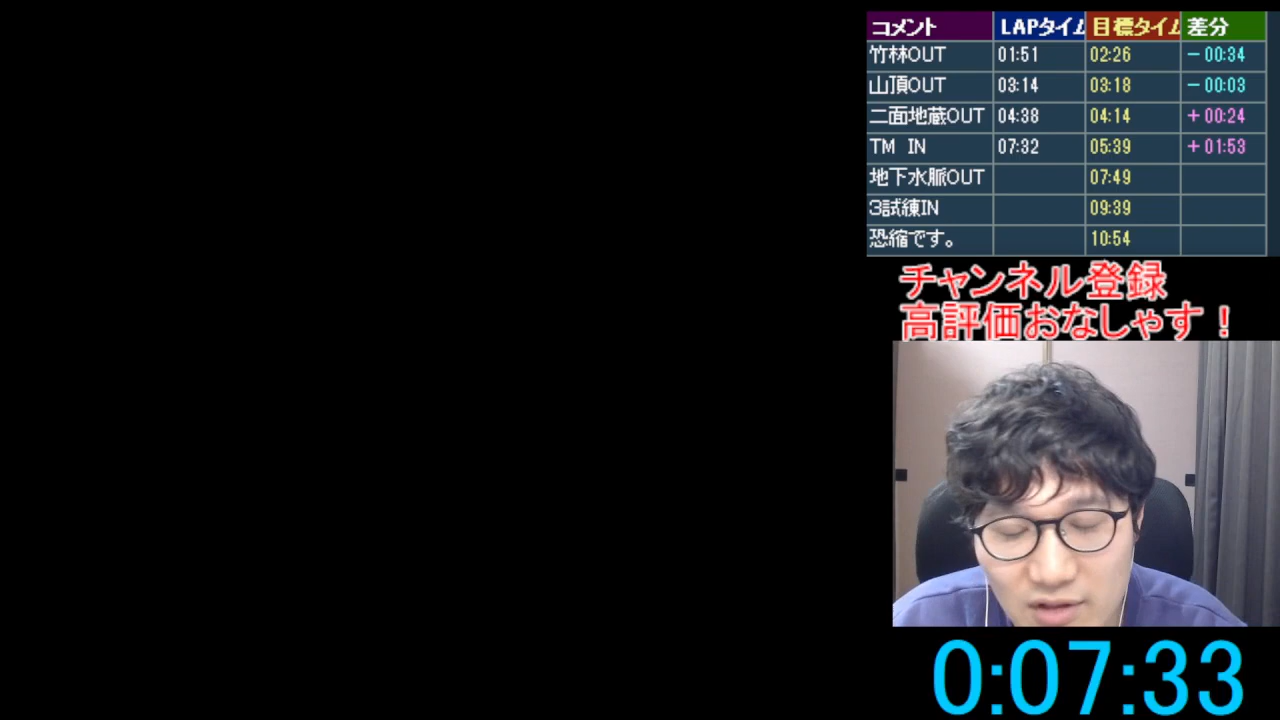 コメント LAPタイム 目標タイム 差分
竹林OUT 01:51 02:26 －00:34
山頂OUT 03:14 03:18 －00:03
二面地蔵OUT 04:38 04:14 ＋00:24
TM IN 07:32 05:39 ＋01:53
地下水脈OUT 07:49
3試練IN 09:39
恐縮です。 10:54
チャンネル登録
高評価おなしゃす！
0:07:33